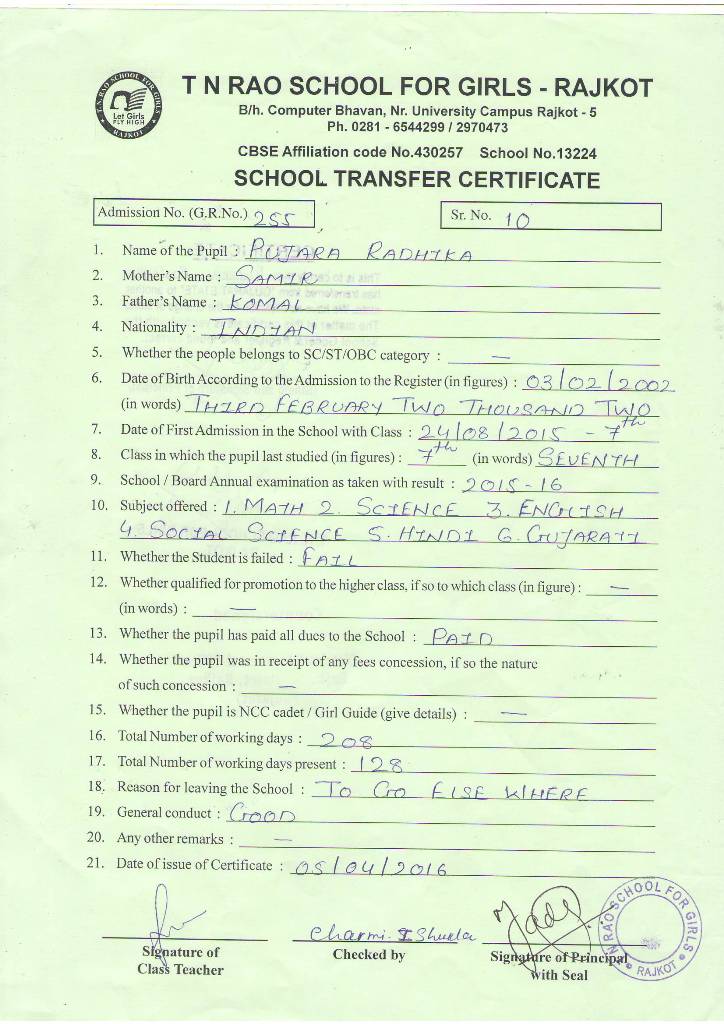 T. N. RAO SCHOOL FOR GIRLS
Let Girls
FLY HIGH
RAJKOT
T N RAO SCHOOL FOR GIRLS - RAJKOT
B/h. Computer Bhavan, Nr. University Campus Rajkot - 5
Ph. 0281 - 6544299 / 2970473
CBSE Affiliation code No.430257 School No.13224
SCHOOL TRANSFER CERTIFICATE
Admission No. (G.R.No.) 255 Sr. No. 10
1. Name of the Pupil : PUJARA RADHIKA
2. Mother's Name : SAMIR
3. Father's Name : KOMAL
4. Nationality : INDIAN
5. Whether the people belongs to SC/ST/OBC category : —
6. Date of Birth According to the Admission to the Register (in figures) : 03/02/2002
(in words) THIRD FEBRUARY TWO THOUSAND TWO
7. Date of First Admission in the School with Class : 24/08/2015 - 7th
8. Class in which the pupil last studied (in figures) : 7th (in words) SEVENTH
9. School / Board Annual examination as taken with result : 2015-16
10. Subject offered : 1. MATH 2. SCIENCE 3. ENGLISH
4. SOCIAL SCIENCE 5. HINDI 6. GUJARATI
11. Whether the Student is failed : FAIL
12. Whether qualified for promotion to the higher class, if so to which class (in figure) : —
(in words) : —
13. Whether the pupil has paid all dues to the School : PAID
14. Whether the pupil was in receipt of any fees concession, if so the nature
of such concession : —
15. Whether the pupil is NCC cadet / Girl Guide (give details) : —
16. Total Number of working days : 208
17. Total Number of working days present : 128
18. Reason for leaving the School : TO GO ELSE WHERE
19. General conduct : GOOD
20. Any other remarks : —
21. Date of issue of Certificate : 05/04/2016
Charmi. I Shukla
Signature of
Class Teacher
Checked by
Signature of Principal
with Seal
T N RAO SCHOOL FOR GIRLS
RAJKOT